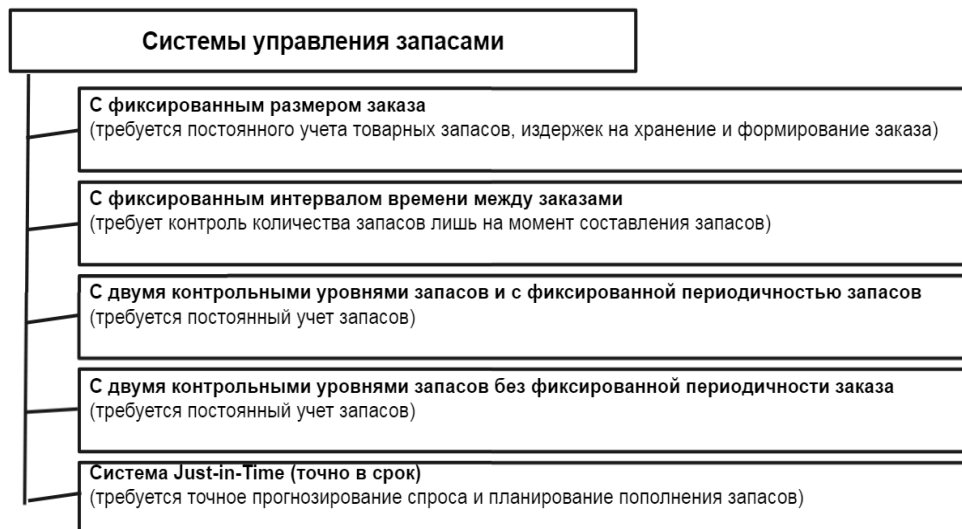 Системы управления запасами
С фиксированным размером заказа
(требуется постоянного учета товарных запасов, издержек на хранение и формирование заказа)
С фиксированным интервалом времени между заказами
(требует контроль количества запасов лишь на момент составления запасов)
С двумя контрольными уровнями запасов и с фиксированной периодичностью запасов
(требуется постоянный учет запасов)
С двумя контрольными уровнями запасов без фиксированной периодичности заказа
(требуется постоянный учет запасов)
Система Just-in-Time (точно в срок)
(требуется точное прогнозирование спроса и планирование пополнения запасов)